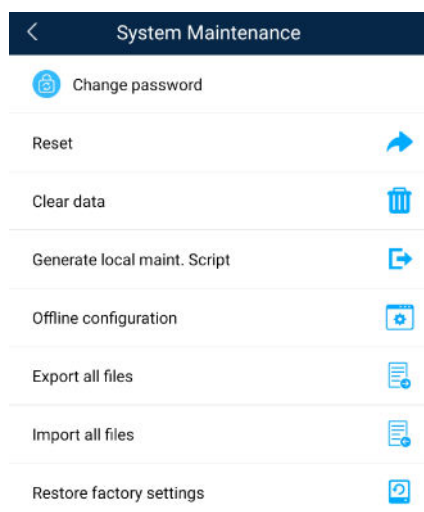 System Maintenance
Change password
Reset
Clear data
Generate local maint. Script
Offline configuration
Export all files
Import all files
Restore factory settings